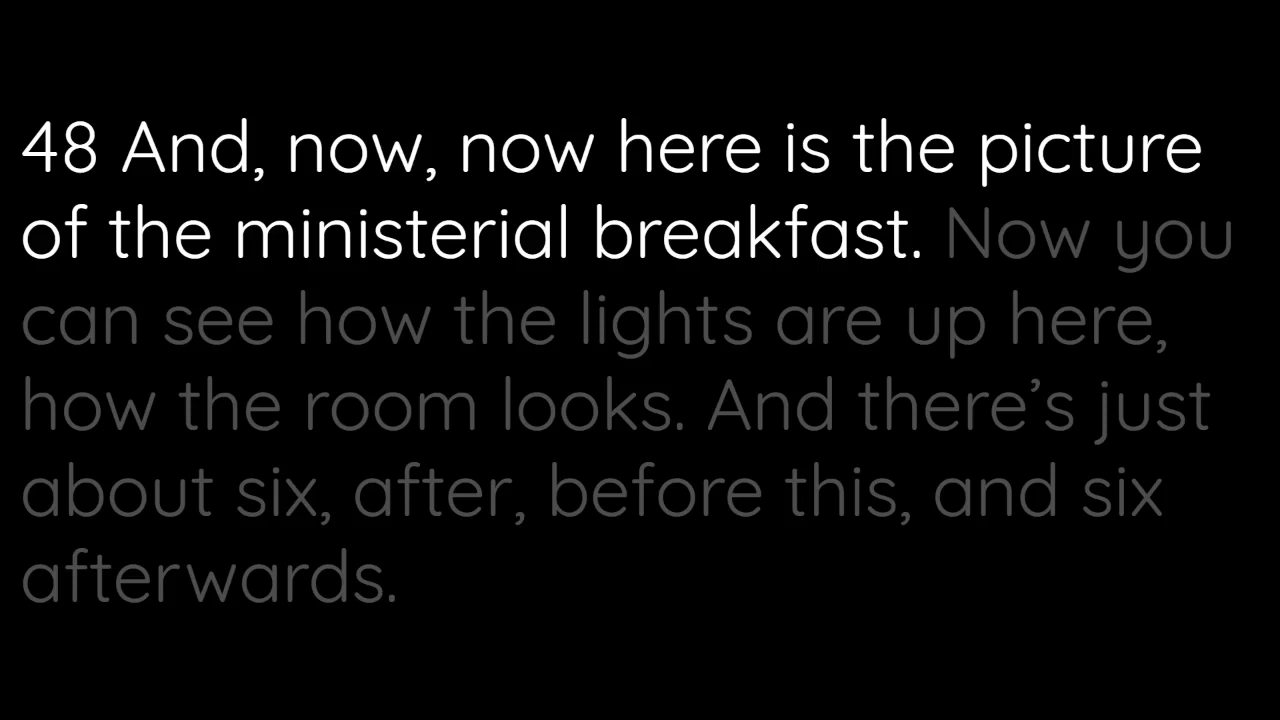 48 And, now, now here is the picture
of the ministerial breakfast. Now you
can see how the lights are up here,
how the room looks. And there’s just
about six, after, before this, and six
afterwards.